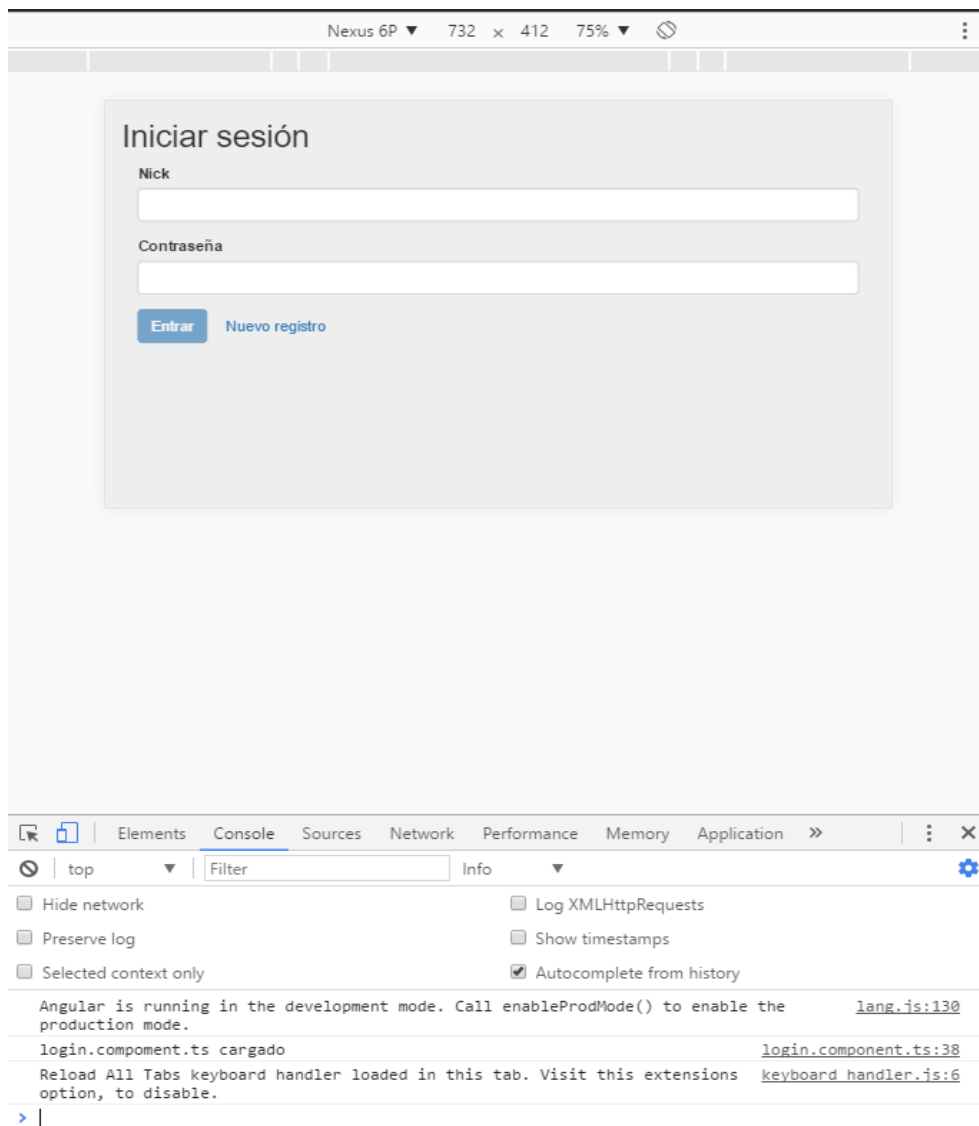 Nexus 6P ▼ 732 × 412 75% ▼
Iniciar sesión
Nick
Contraseña
Entrar Nuevo registro
Elements Console Sources Network Performance Memory Application »
top ▼ Filter Info ▼
Hide network Log XMLHttpRequests
Preserve log Show timestamps
Selected context only Autocomplete from history
Angular is running in the development mode. Call enableProdMode() to enable the lang.js:130
production mode.
login.compoment.ts cargado login.component.ts:38
Reload All Tabs keyboard handler loaded in this tab. Visit this extensions keyboard_handler.js:6
option, to disable.
>